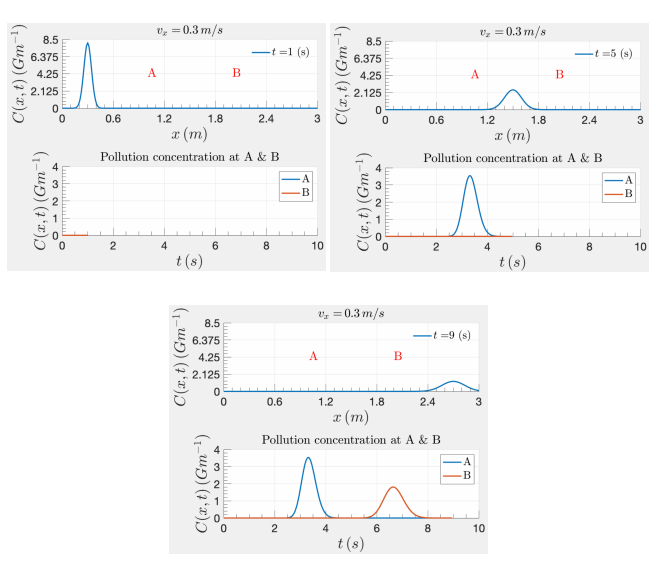 v_x = 0.3 m/s
C(x, t) (Gm^{-1})
8.5
6.375
4.25
2.125
0
A B
t =1 (s)
0 0.6 1.2 1.8 2.4 3
x (m)
Pollution concentration at A & B
C(x, t) (Gm^{-1})
4
3
2
1
0
A
B
0 2 4 6 8 10
t (s)
v_x = 0.3 m/s
C(x, t) (Gm^{-1})
8.5
6.375
4.25
2.125
0
A B
t =5 (s)
0 0.6 1.2 1.8 2.4 3
x (m)
Pollution concentration at A & B
C(x, t) (Gm^{-1})
4
3
2
1
0
A
B
0 2 4 6 8 10
t (s)
v_x = 0.3 m/s
C(x, t) (Gm^{-1})
8.5
6.375
4.25
2.125
0
A B
t =9 (s)
0 0.6 1.2 1.8 2.4 3
x (m)
Pollution concentration at A & B
C(x, t) (Gm^{-1})
4
3
2
1
0
A
B
0 2 4 6 8 10
t (s)